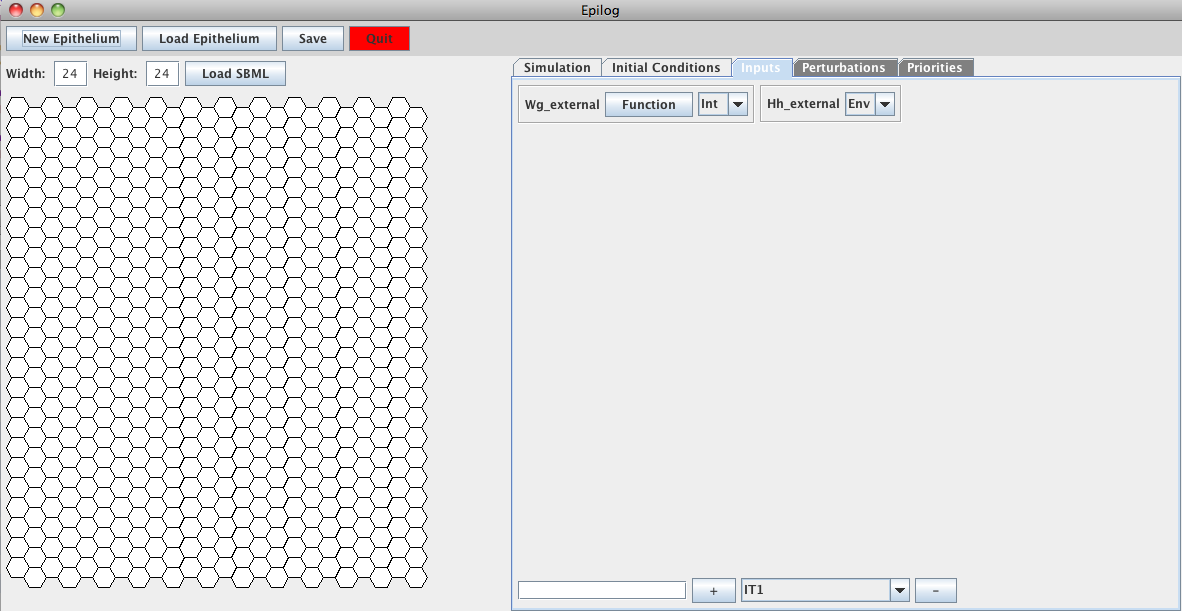 Epilog
New Epithelium Load Epithelium Save Quit
Width: 24 Height: 24 Load SBML
Simulation Initial Conditions Inputs Perturbations Priorities
Wg_external Function Int Hh_external Env
+ IT1 -